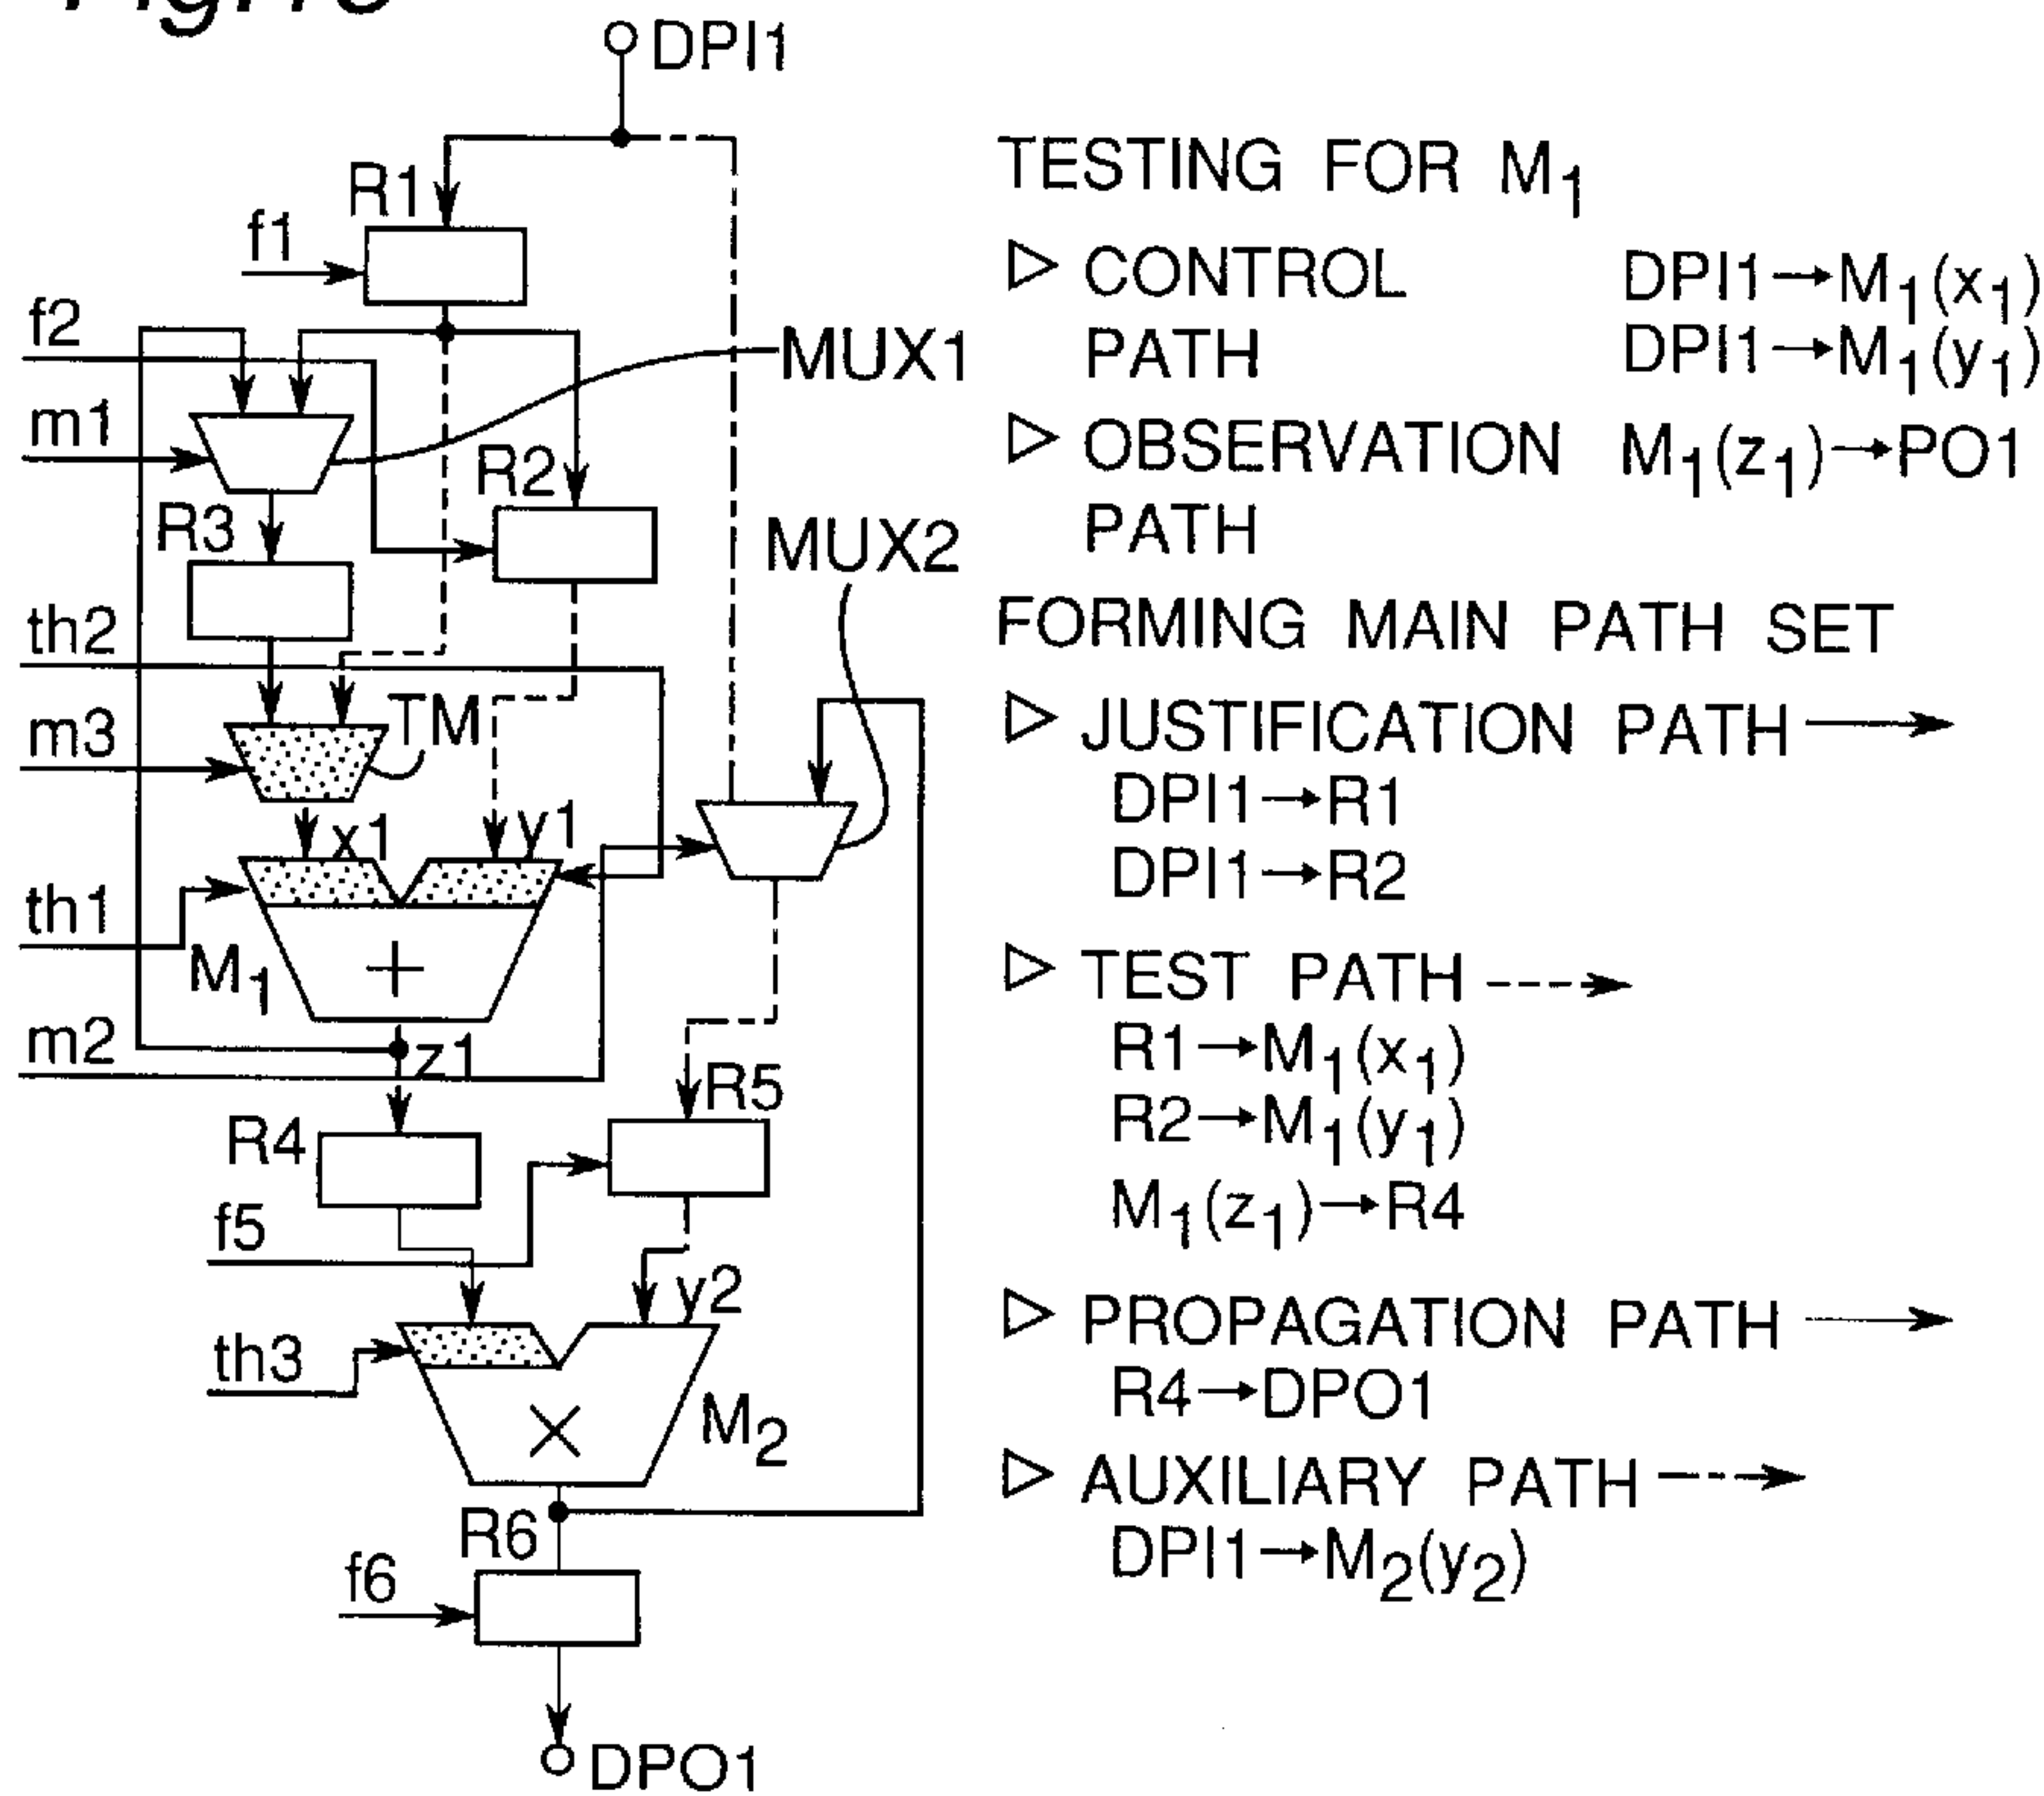 DPI1
R1
f1
f2
MUX1
m1
R2
R3
MUX2
th2
m3
TM
x1
y1
th1
M1
+
m2
z1
R5
R4
f5
y2
th3
×
M2
R6
f6
DPO1
TESTING FOR M1
▷ CONTROL PATH
DPI1→M1(x1)
DPI1→M1(y1)
▷ OBSERVATION PATH
M1(z1)→PO1
FORMING MAIN PATH SET
▷ JUSTIFICATION PATH
DPI1→R1
DPI1→R2
▷ TEST PATH
R1→M1(x1)
R2→M1(y1)
M1(z1)→R4
▷ PROPAGATION PATH
R4→DPO1
▷ AUXILIARY PATH
DPI1→M2(y2)